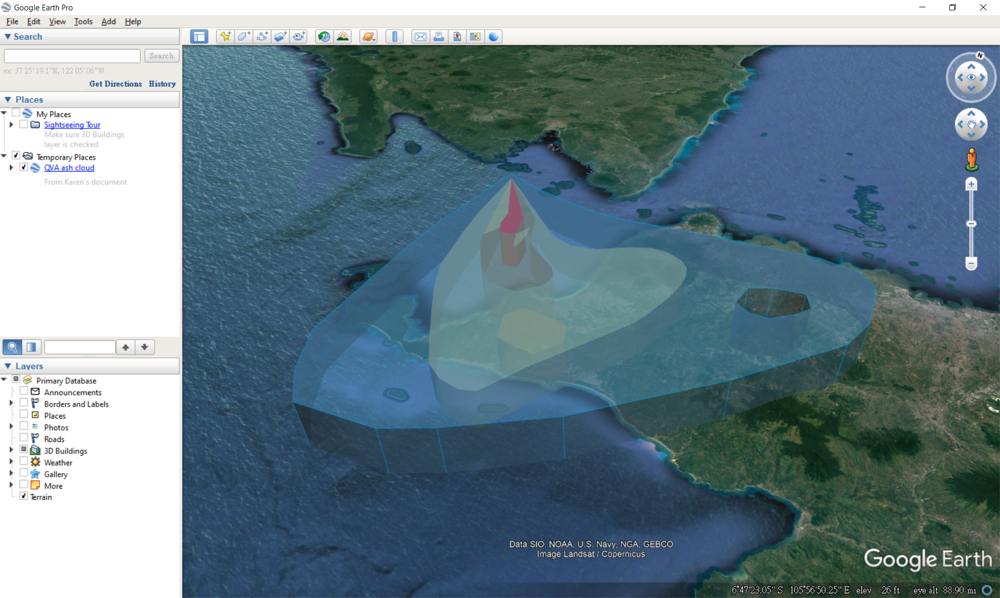 Google Earth Pro
File Edit View Tools Add Help
Search
Search
ex: 37 25' 19.1"N, 122 05' 06"W
Get Directions History
Places
My Places
Sightseeing Tour
Make sure 3D Buildings
layer is checked
Temporary Places
QVA ash cloud
From Karen's document
Layers
Primary Database
Announcements
Borders and Labels
Places
Photos
Roads
3D Buildings
Weather
Gallery
More
Terrain
N
Data SIO, NOAA, U.S. Navy, NGA, GEBCO
Image Landsat / Copernicus
Google Earth
6°47'23.05" S 105°56'50.25" E elev 26 ft eye alt 88.90 mi